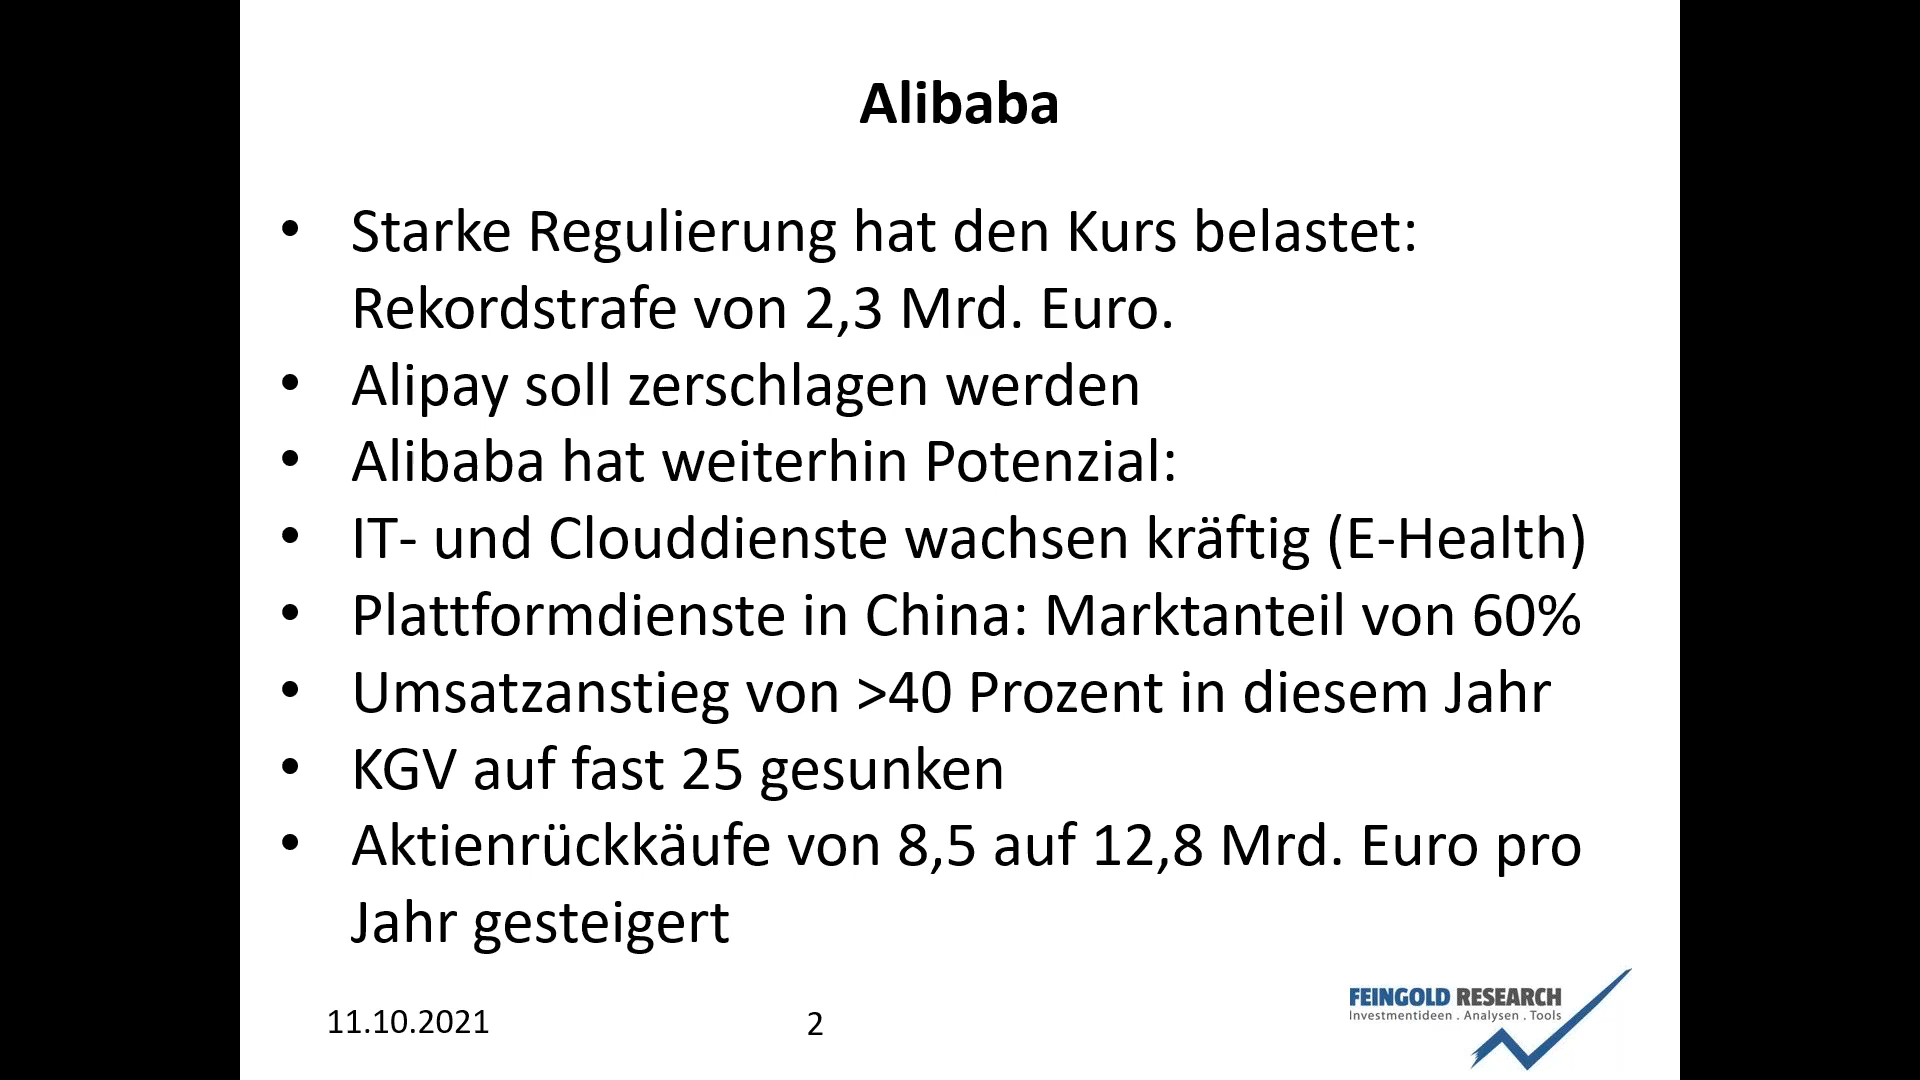 Alibaba
• Starke Regulierung hat den Kurs belastet:
Rekordstrafe von 2,3 Mrd. Euro.
• Alipay soll zerschlagen werden
• Alibaba hat weiterhin Potenzial:
• IT- und Clouddienste wachsen kräftig (E-Health)
• Plattformdienste in China: Marktanteil von 60%
• Umsatzanstieg von >40 Prozent in diesem Jahr
• KGV auf fast 25 gesunken
• Aktienrückkäufe von 8,5 auf 12,8 Mrd. Euro pro
Jahr gesteigert
11.10.2021
2
FEINGOLD RESEARCH
Investmentideen . Analysen . Tools